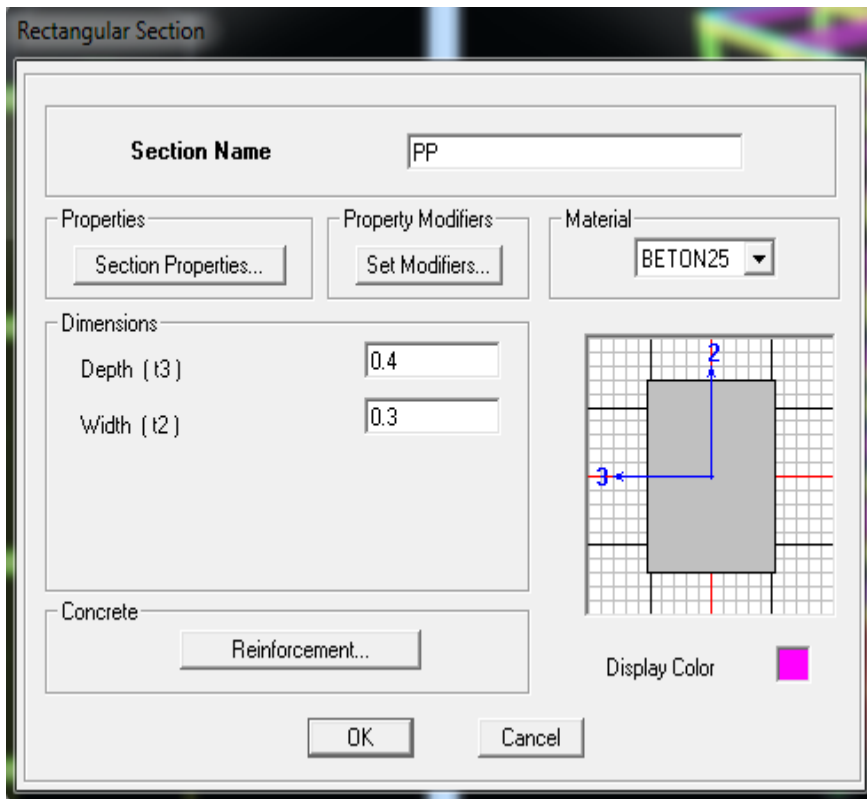 Rectangular Section
Section Name PP
Properties
Section Properties...
Property Modifiers
Set Modifiers...
Material
BETON25
Dimensions
Depth ( t3 ) 0.4
Width ( t2 ) 0.3
2
3
Concrete
Reinforcement...
Display Color
OK Cancel